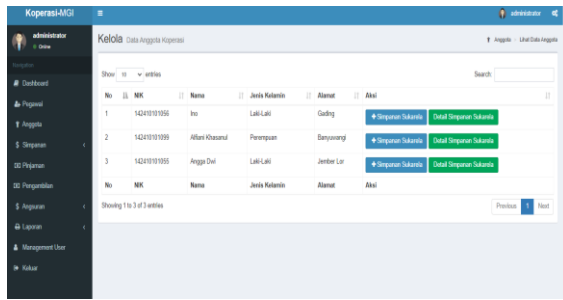 Koperasi-MGI
administrator
administrator
Online
Kelola Data Anggota Koperasi
Anggota > Lihat Data Anggota
Navigation
Dashboard
Pegawai
Anggota
Simpanan
Pinjaman
Pengambilan
Angsuran
Laporan
Management User
Keluar
Show 10 entries
Search:
No NIK Nama Jenis Kelamin Alamat Aksi
1 142418101056 Ino Laki-Laki Gading + Simpanan Sukarela Detail Simpanan Sukarela
2 142418101099 Alfiani Khasanul Perempuan Banyuwangi + Simpanan Sukarela Detail Simpanan Sukarela
3 142418101055 Angga Dwi Laki-Laki Jember Lor + Simpanan Sukarela Detail Simpanan Sukarela
No NIK Nama Jenis Kelamin Alamat Aksi
Showing 1 to 3 of 3 entries
Previous 1 Next